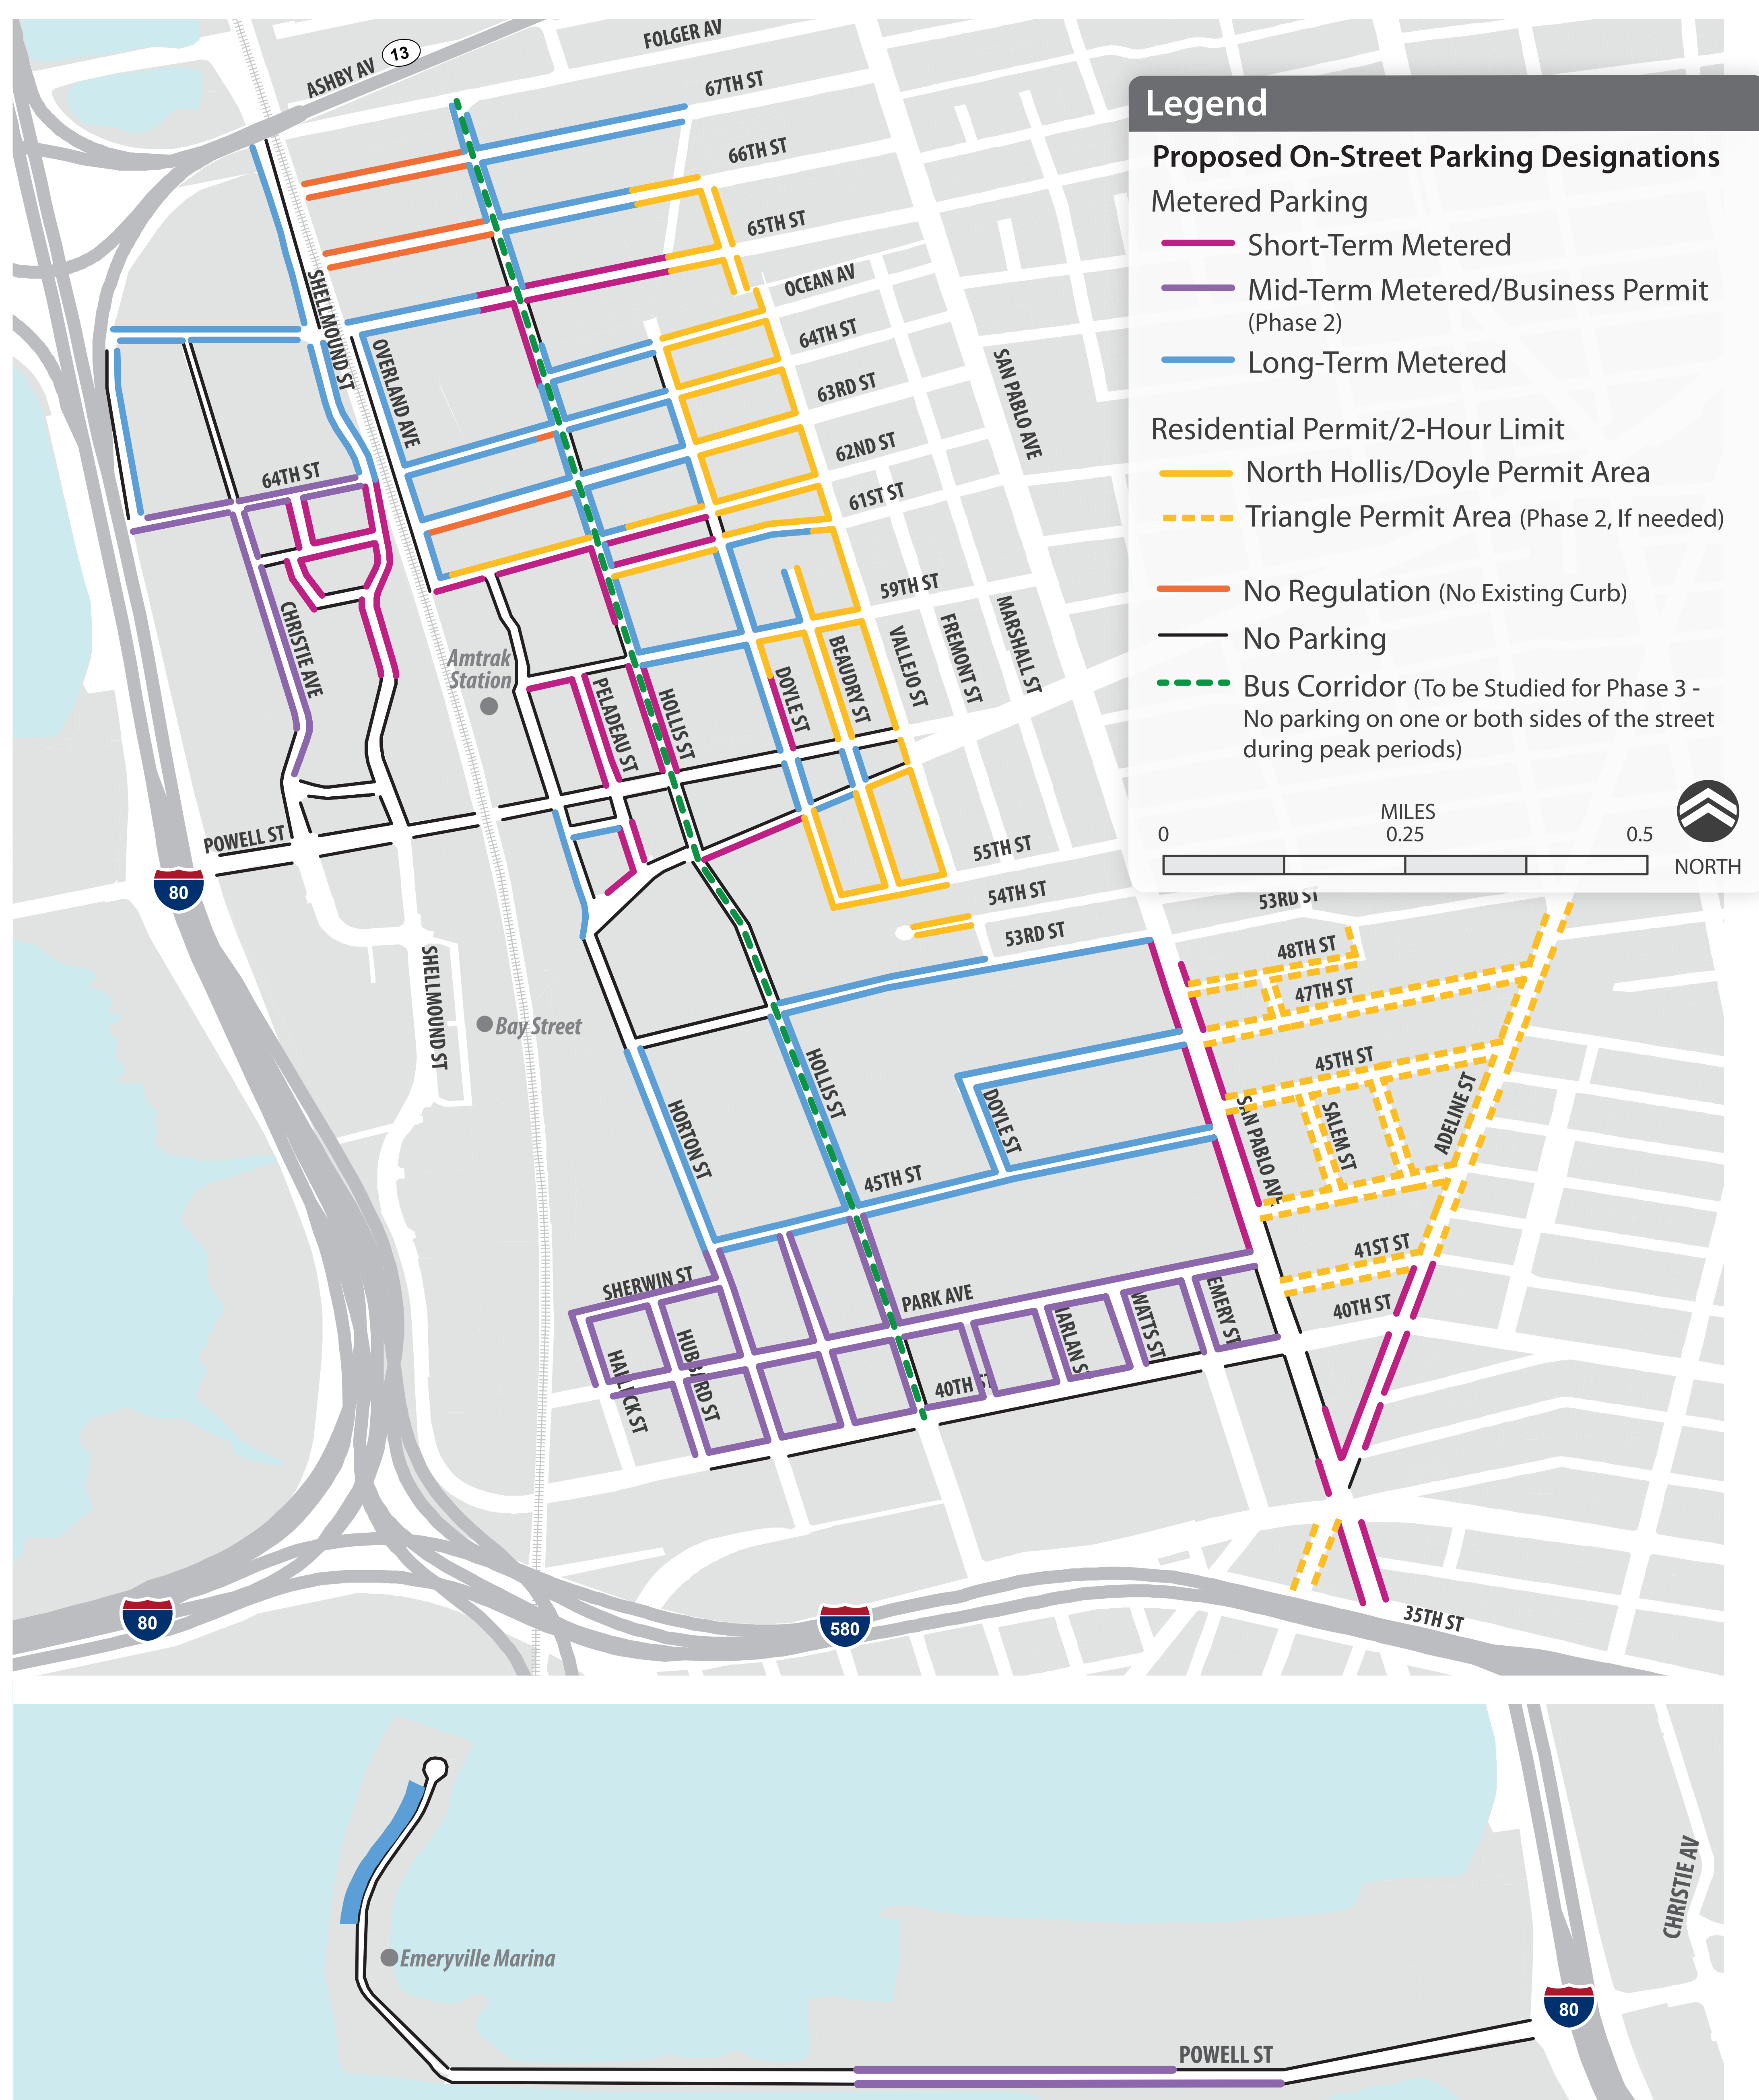 FOLGER AV
ASHBY AV
13
67TH ST
66TH ST
65TH ST
OCEAN AV
64TH ST
63RD ST
62ND ST
61ST ST
59TH ST
SHELLMOUND ST
OVERLAND AVE
SAN PABLO AVE
64TH ST
CHRISTIE AVE
Amtrak
Station
PELADEAU ST
HOLLIS ST
DOYLE ST
BEAUDRY ST
VALLEJO ST
FREMONT ST
MARSHALL ST
POWELL ST
80
55TH ST
54TH ST
53RD ST
53RD ST
SHELLMOUND ST
Bay Street
HORTON ST
HOLLIS ST
DOYLE ST
45TH ST
48TH ST
47TH ST
45TH ST
SAN PABLO AVE
SALEM ST
ADELINE ST
41ST ST
40TH ST
SHERWIN ST
PARK AVE
HUBBARD ST
WATTS ST
EMERY ST
40TH ST
80
580
35TH ST
Legend
Proposed On-Street Parking Designations
Metered Parking
Short-Term Metered
Mid-Term Metered/Business Permit
(Phase 2)
Long-Term Metered
Residential Permit/2-Hour Limit
North Hollis/Doyle Permit Area
Triangle Permit Area (Phase 2, If needed)
No Regulation (No Existing Curb)
No Parking
Bus Corridor (To be Studied for Phase 3 -
No parking on one or both sides of the street
during peak periods)
MILES
0 0.25 0.5
NORTH
Emeryville Marina
POWELL ST
CHRISTIE AV
80